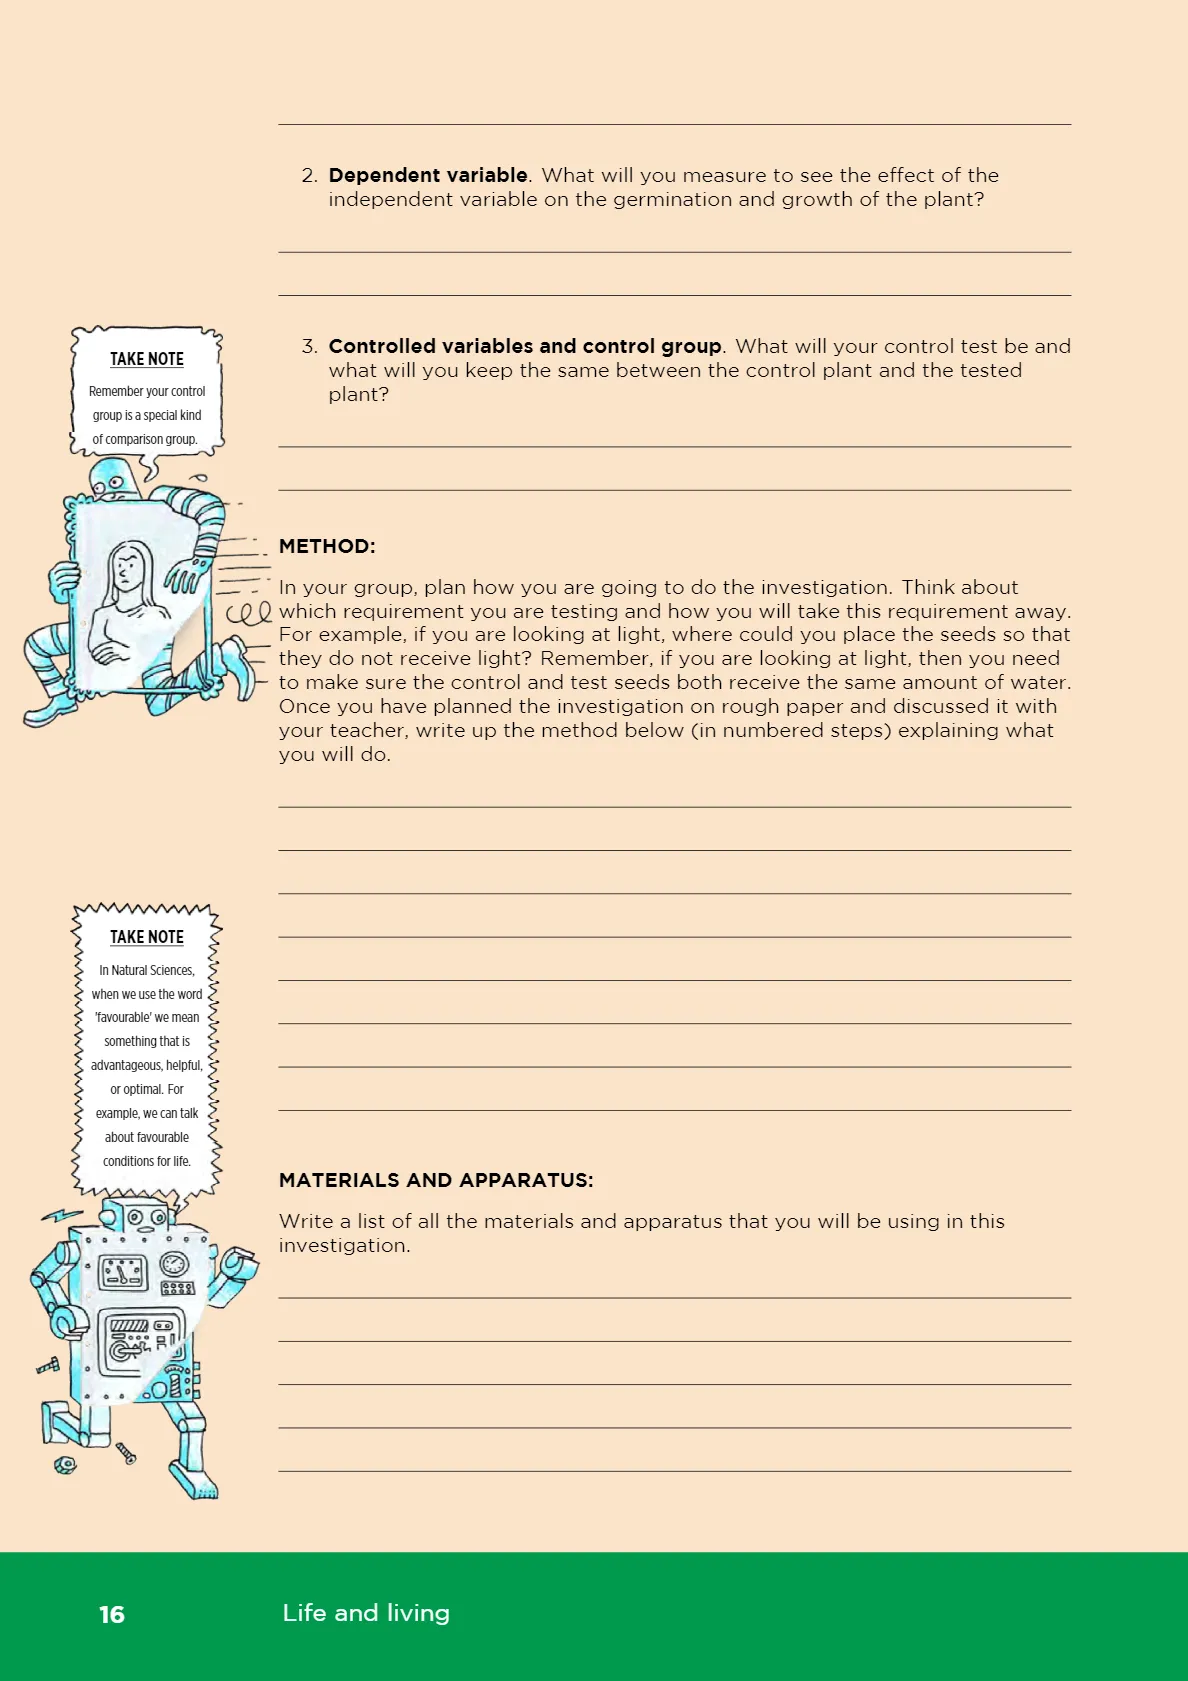 2. Dependent variable. What will you measure to see the effect of the
independent variable on the germination and growth of the plant?
TAKE NOTE
Remember your control
group is a special kind
of comparison group.
3. Controlled variables and control group. What will your control test be and
what will you keep the same between the control plant and the tested
plant?
METHOD:
In your group, plan how you are going to do the investigation. Think about
which requirement you are testing and how you will take this requirement away.
For example, if you are looking at light, where could you place the seeds so that
they do not receive light? Remember, if you are looking at light, then you need
to make sure the control and test seeds both receive the same amount of water.
Once you have planned the investigation on rough paper and discussed it with
your teacher, write up the method below (in numbered steps) explaining what
you will do.
TAKE NOTE
In Natural Sciences,
when we use the word
'favourable' we mean
something that is
advantageous, helpful,
or optimal. For
example, we can talk
about favourable
conditions for life.
MATERIALS AND APPARATUS:
Write a list of all the materials and apparatus that you will be using in this
investigation.
16
Life and living